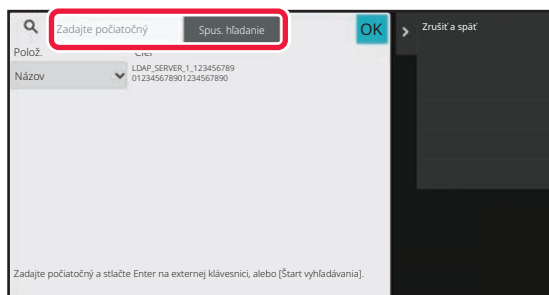 Zadajte počiatočný
Spus. hľadanie
OK
Zrušiť a späť
Polož.
Cieľ
Názov
LDAP_SERVER_1_123456789
012345678901234567890
Zadajte počiatočný a stlačte Enter na externej klávesnici, alebo [Štart vyhľadávania].